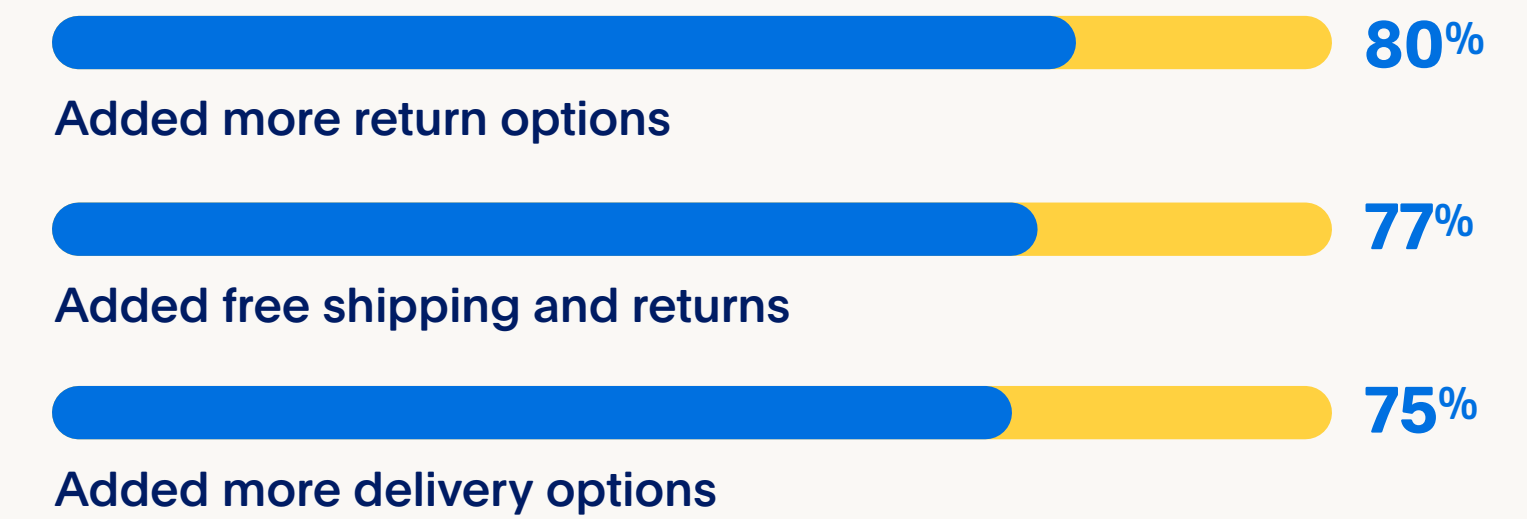 80%
Added more return options
77%
Added free shipping and returns
75%
Added more delivery options